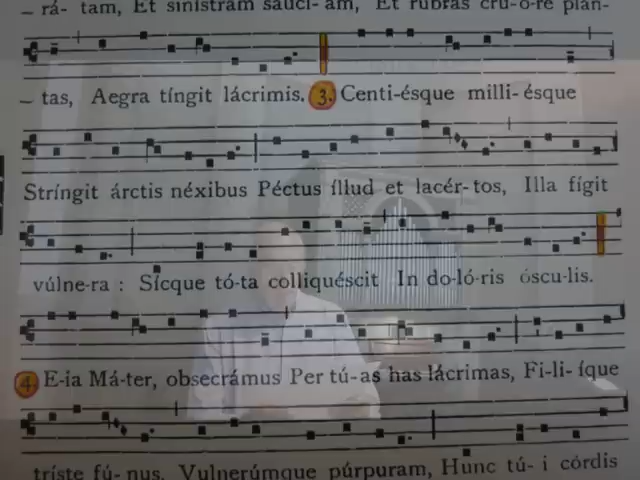 – rá- tam, Et sinístram sáuci- am, Et rubras cru-ó-re plan-
– tas, Aegra tíngit lácrimis. 3. Centi-ésque milli-ésque
Stríngit árctis néxibus Péctus íllud et lacér-tos, Illa fígit
vúlne-ra : Sícque tó-ta colliquéscit In do-ló-ris óscu-lis.
4 E-ia Má-ter, obsecrámus Per tú-as has lácrimas, Fi-li-íque
tríste fú- nus, Vulnerúmque púrpuram, Hunc tú- i córdis